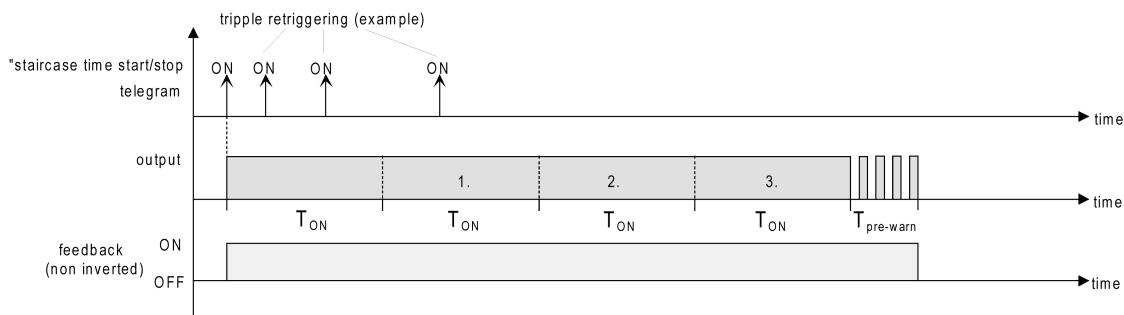 tripple retriggering (example)
"staircase time start/stop
telegram
ON ON ON ON
time
output
1. 2. 3.
time
TON TON TON TON Tpre-warn
feedback
(non inverted)
ON
OFF
time